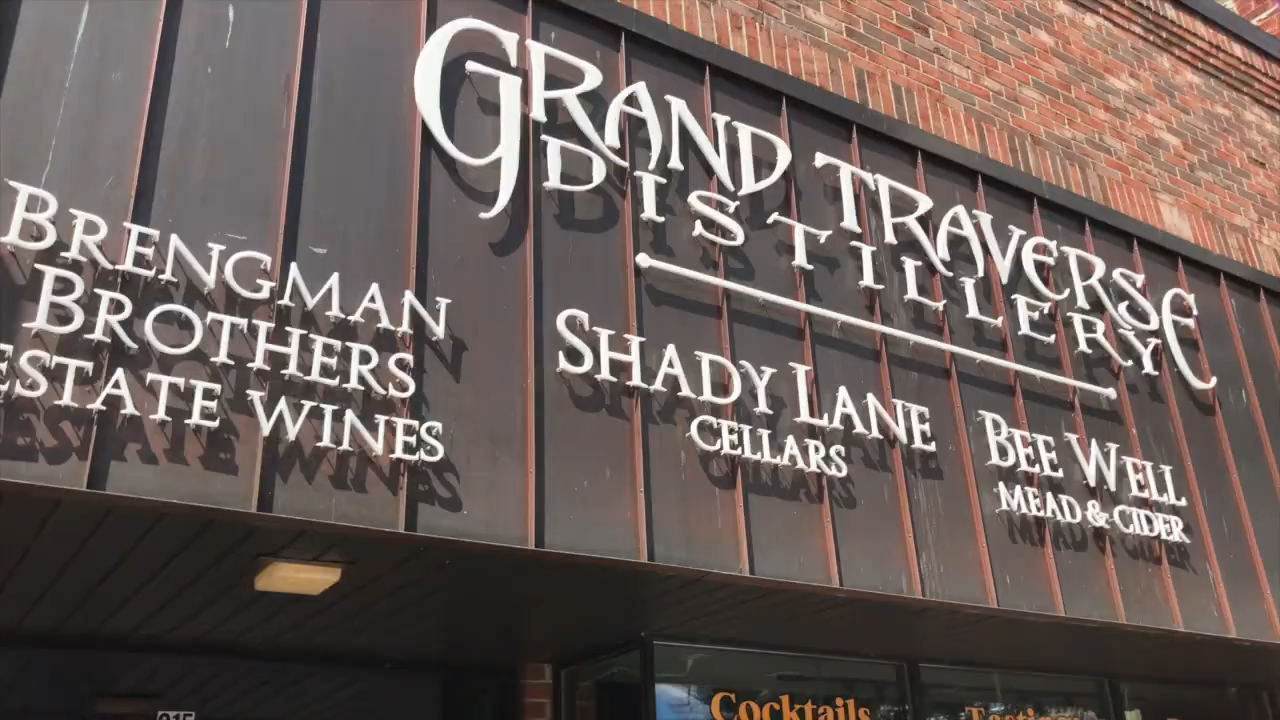 GRAND TRAVERSE
DISTILLERY
BRENGMAN
BROTHERS
ESTATE WINES
SHADY LANE
CELLARS
BEE WELL
MEAD & CIDER
Cocktails